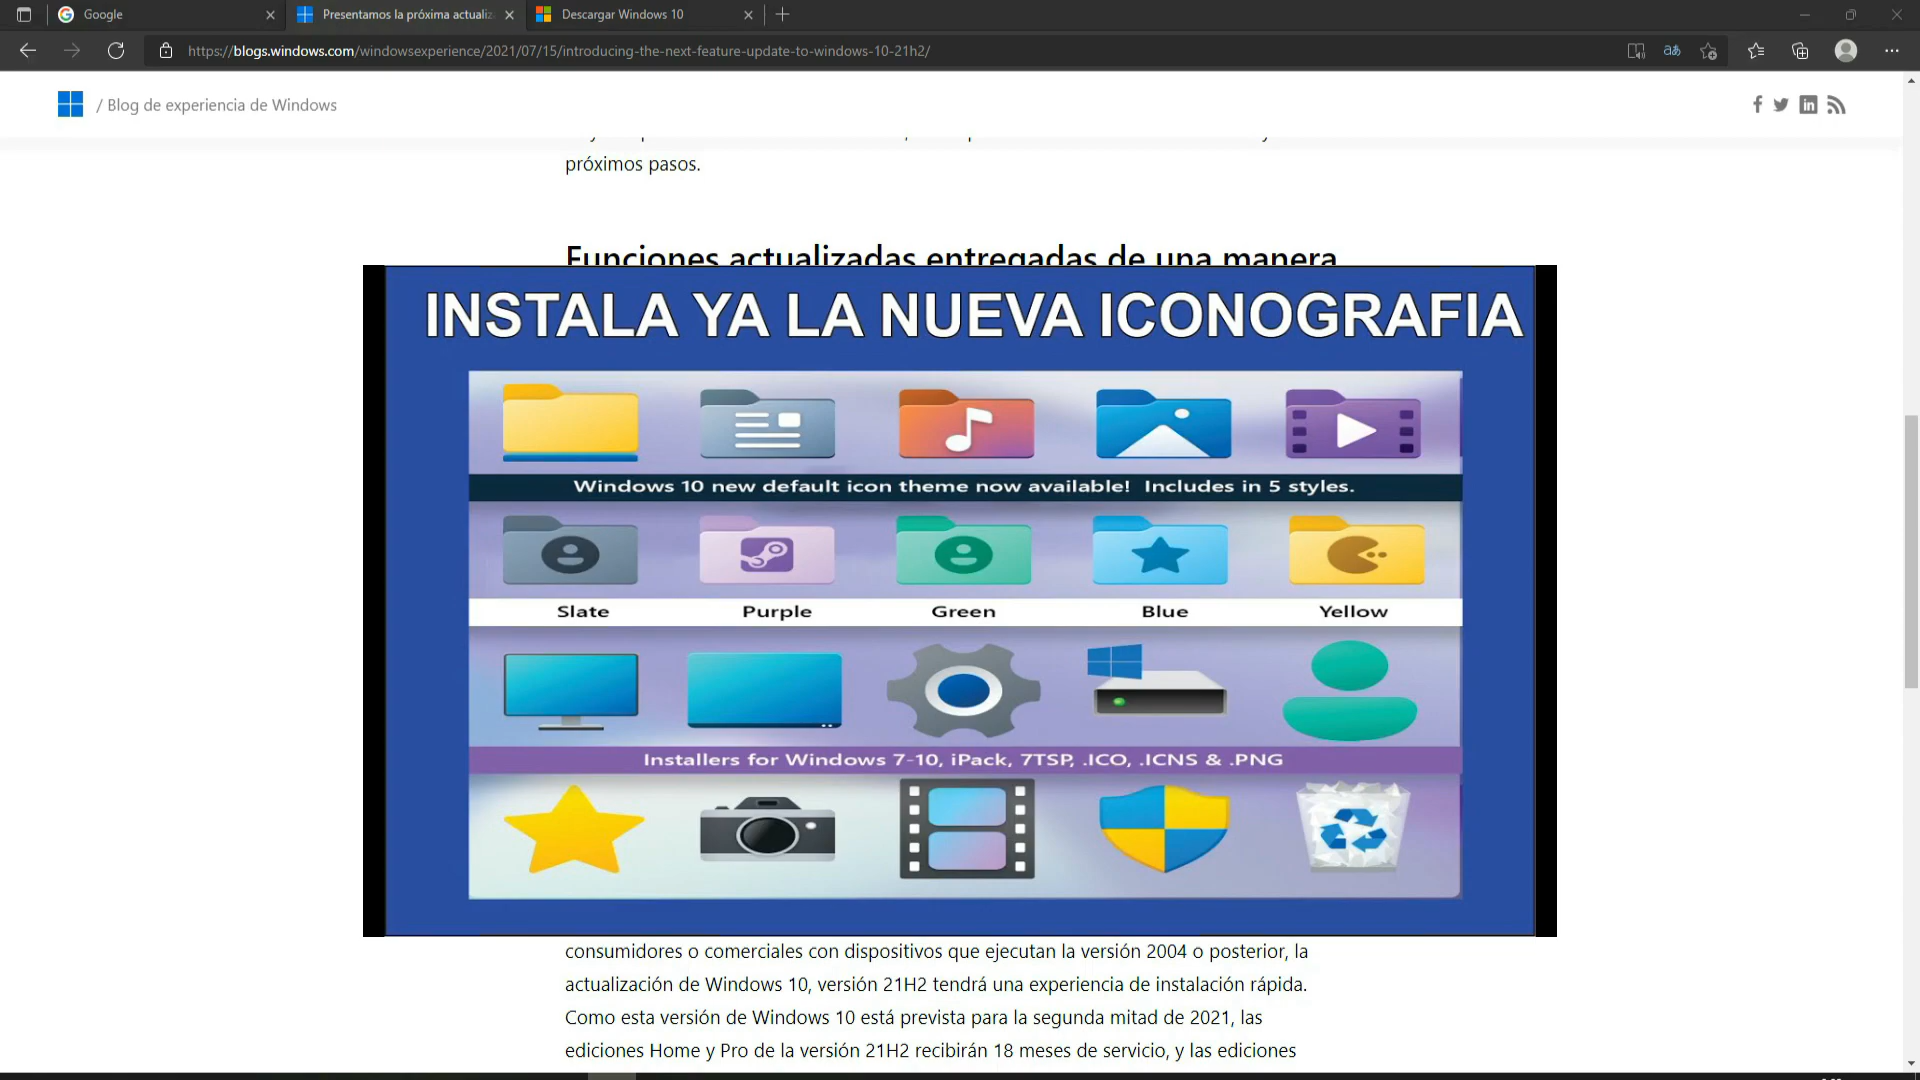 Google
Presentamos la próxima actualiz
Descargar Windows 10
https://blogs.windows.com/windowsexperience/2021/07/15/introducing-the-next-feature-update-to-windows-10-21h2/
/ Blog de experiencia de Windows
próximos pasos.
Funciones actualizadas entregadas de una manera
INSTALA YA LA NUEVA ICONOGRAFIA
Windows 10 new default icon theme now available! Includes in 5 styles.
Slate Purple Green Blue Yellow
Installers for Windows 7-10, iPack, 7TSP, .ICO, .ICNS & .PNG
consumidores o comerciales con dispositivos que ejecutan la versión 2004 o posterior, la
actualización de Windows 10, versión 21H2 tendrá una experiencia de instalación rápida.
Como esta versión de Windows 10 está prevista para la segunda mitad de 2021, las
ediciones Home y Pro de la versión 21H2 recibirán 18 meses de servicio, y las ediciones